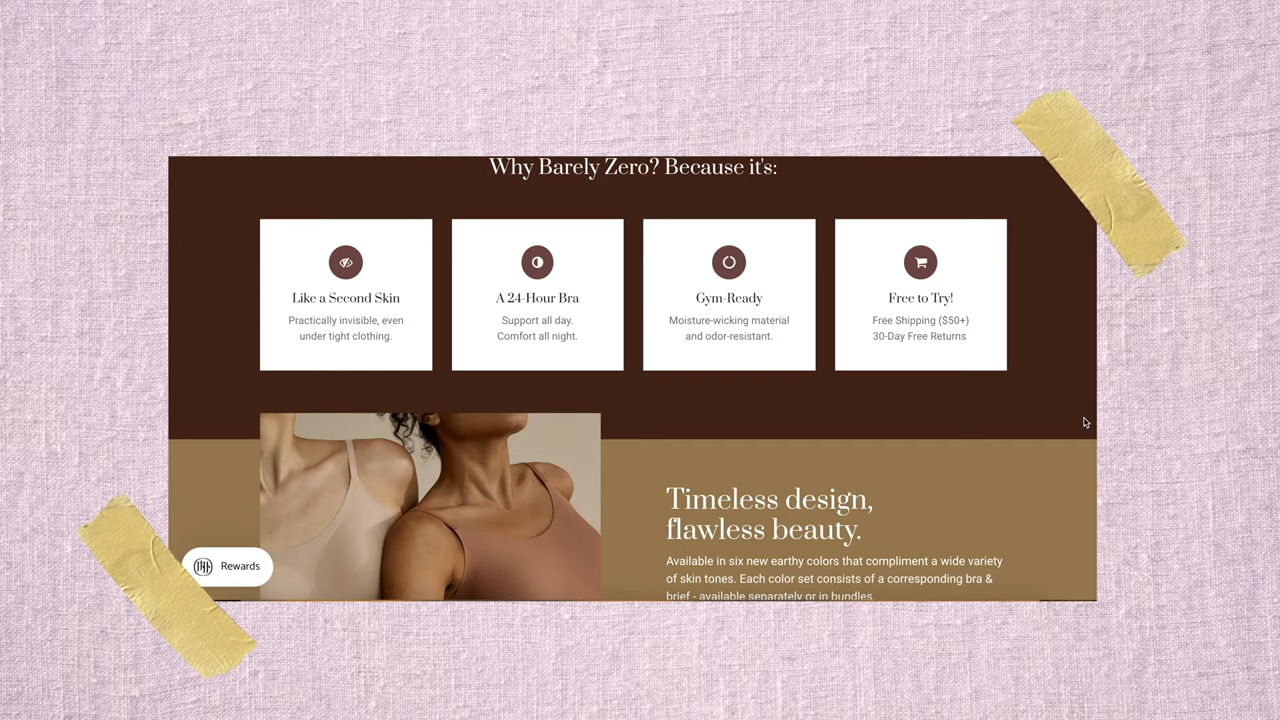 Why Barely Zero? Because it's:
Like a Second Skin
Practically invisible, even
under tight clothing.
A 24-Hour Bra
Support all day.
Comfort all night.
Gym-Ready
Moisture-wicking material
and odor-resistant.
Free to Try!
Free Shipping ($50+)
30-Day Free Returns
Timeless design,
flawless beauty.
Available in six new earthy colors that compliment a wide variety
of skin tones. Each color set consists of a corresponding bra &
brief - available separately or in bundles.
Rewards